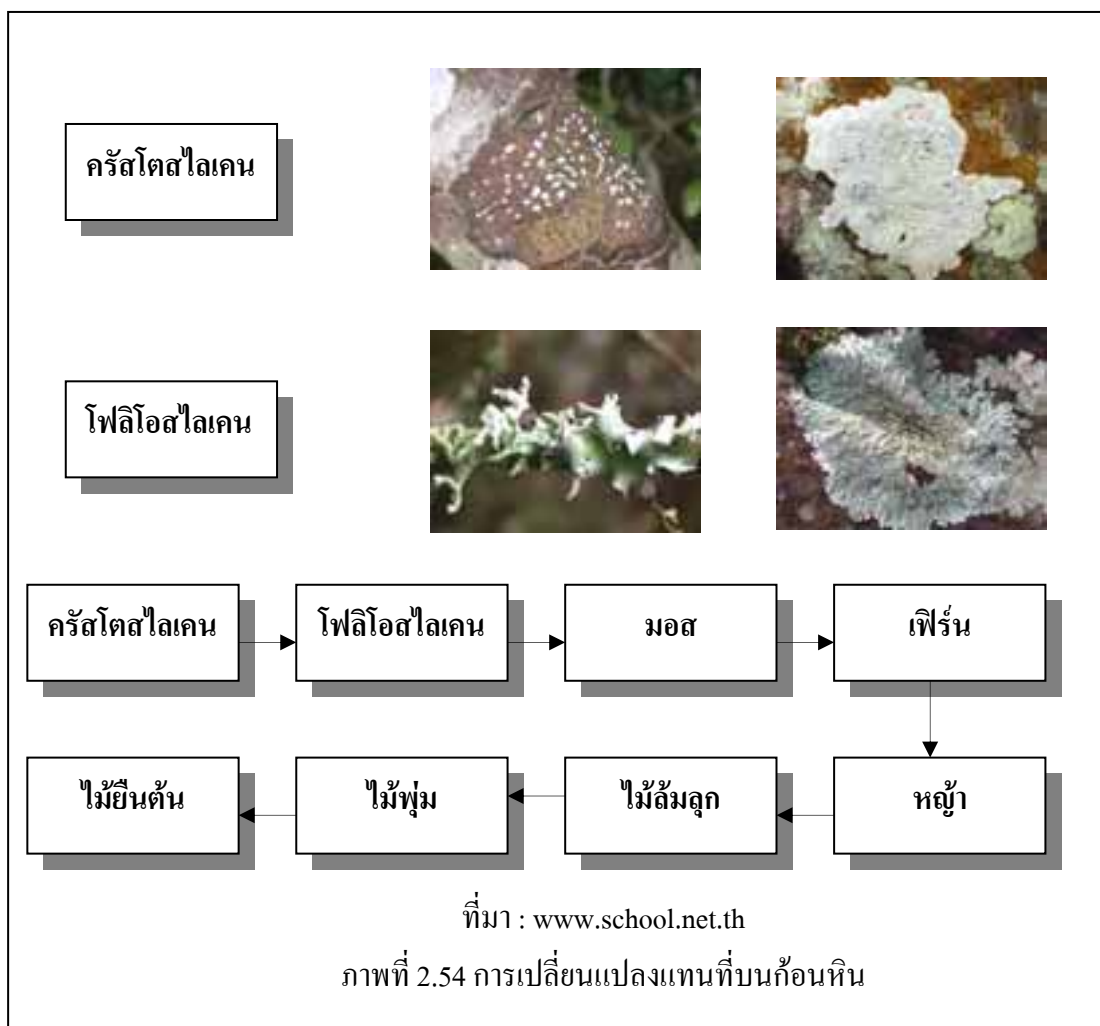 ครัสโตสไลเคน
โฟลิโอสไลเคน
ครัสโตสไลเคน
โฟลิโอสไลเคน
มอส
เฟิร์น
หญ้า
ไม้ล้มลุก
ไม้พุ่ม
ไม้ยืนต้น
ที่มา : www.school.net.th
ภาพที่ 2.54 การเปลี่ยนแปลงแทนที่บนก้อนหิน